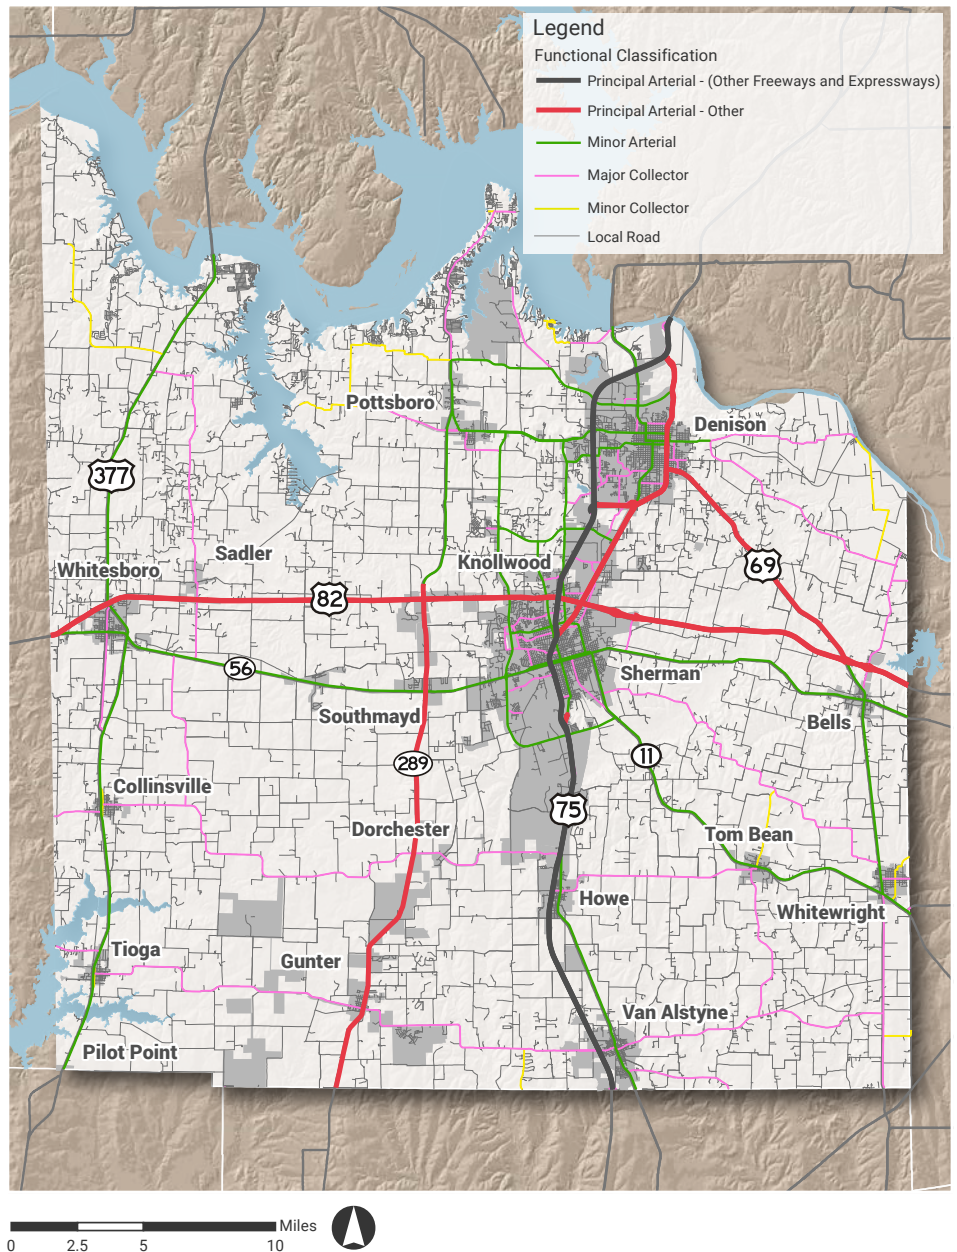 Legend
Functional Classification
Principal Arterial - (Other Freeways and Expressways)
Principal Arterial - Other
Minor Arterial
Major Collector
Minor Collector
Local Road
Pottsboro
Denison
377
Sadler
Whitesboro
Knollwood
69
82
56
Sherman
Southmayd
Bells
289
11
Collinsville
75
Dorchester
Tom Bean
Howe
Whitewright
Tioga
Gunter
Van Alstyne
Pilot Point
Miles
0 2.5 5 10